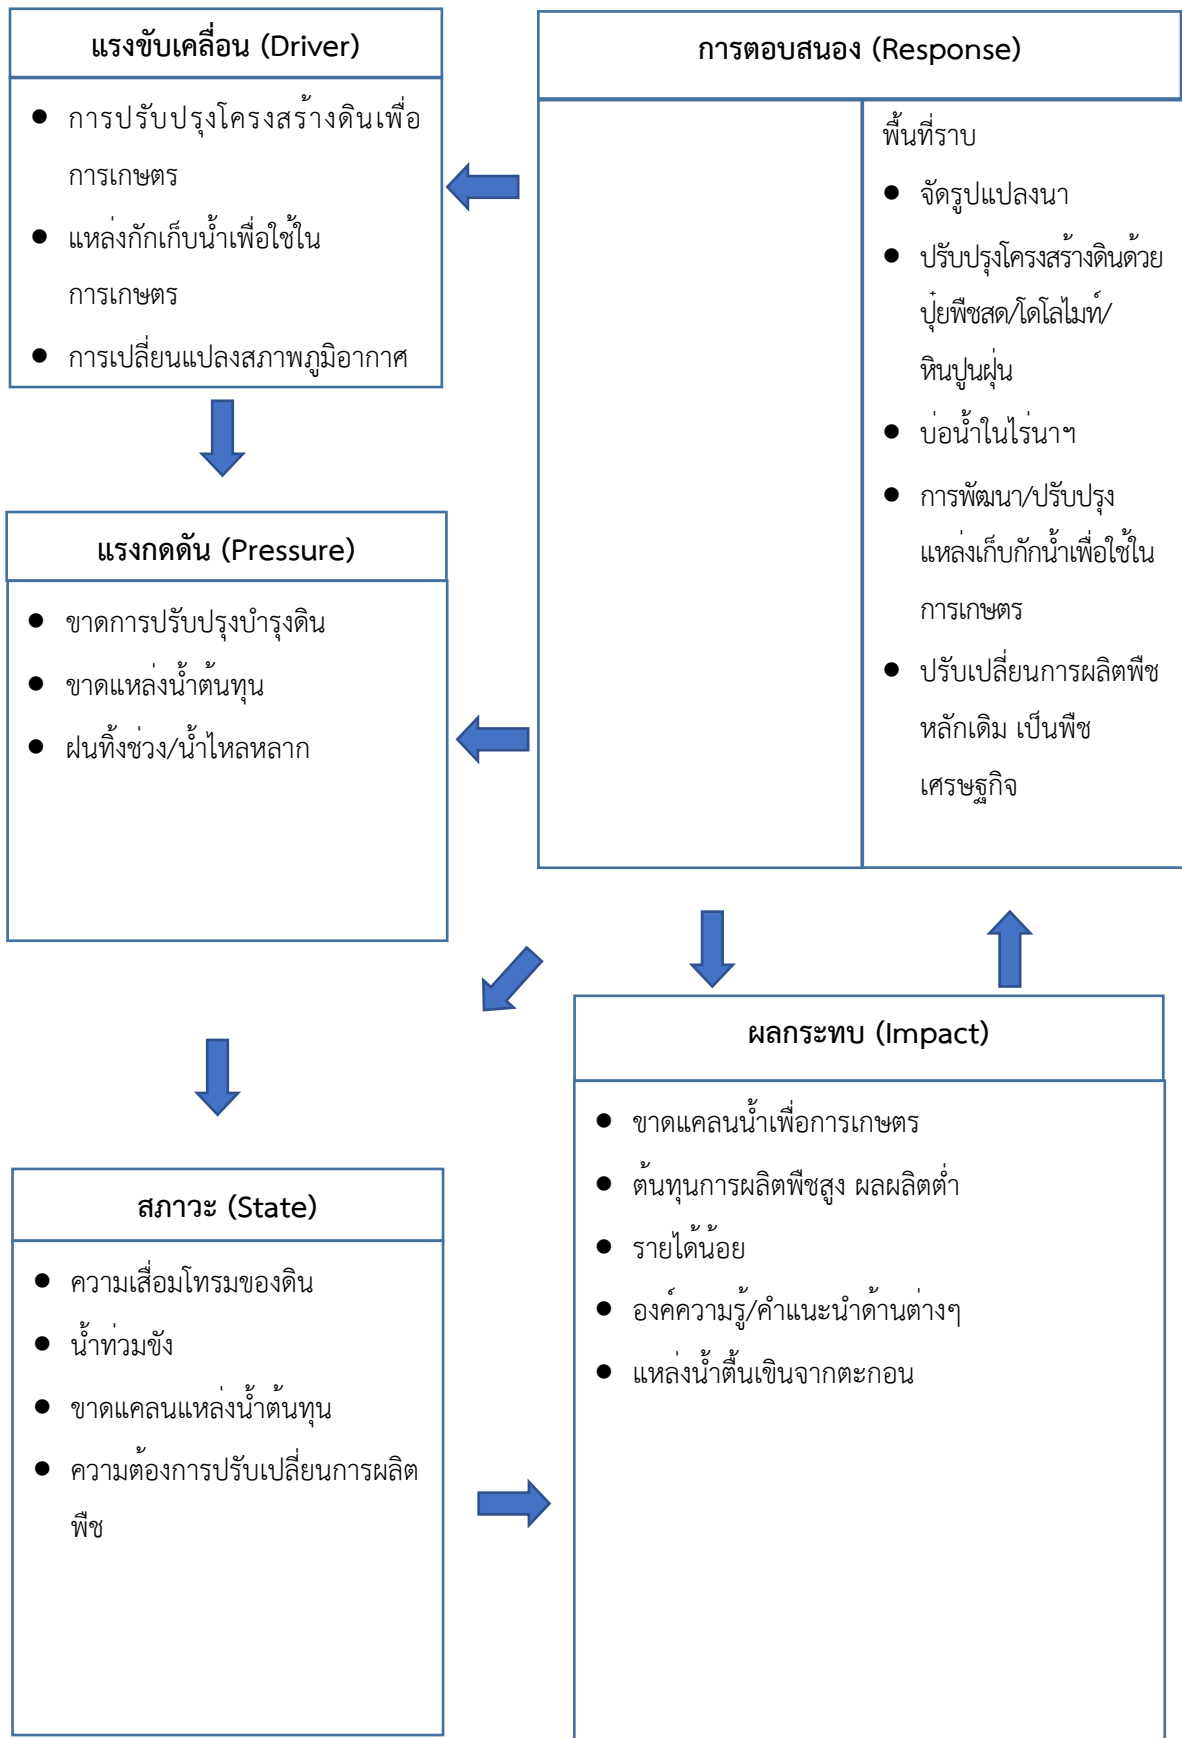 แรงขับเคลื่อน (Driver)
● การปรับปรุงโครงสร้างดินเพื่อ
การเกษตร
● แหล่งกักเก็บน้ำเพื่อใช้ใน
การเกษตร
● การเปลี่ยนแปลงสภาพภูมิอากาศ
การตอบสนอง (Response)
พื้นที่ราบ
● จัดรูปแปลงนา
● ปรับปรุงโครงสร้างดินด้วย
ปุ๋ยพืชสด/โดโลไมท์/
หินปูนฝุ่น
● บ่อน้ำในไร่นาฯ
● การพัฒนา/ปรับปรุง
แหล่งเก็บกักน้ำเพื่อใช้ใน
การเกษตร
● ปรับเปลี่ยนการผลิตพืช
หลักเดิม เป็นพืช
เศรษฐกิจ
แรงกดดัน (Pressure)
● ขาดการปรับปรุงบำรุงดิน
● ขาดแหล่งน้ำต้นทุน
● ฝนทิ้งช่วง/น้ำไหลหลาก
สภาวะ (State)
● ความเสื่อมโทรมของดิน
● น้ำท่วมขัง
● ขาดแคลนแหล่งน้ำต้นทุน
● ความต้องการปรับเปลี่ยนการผลิต
พืช
ผลกระทบ (Impact)
● ขาดแคลนน้ำเพื่อการเกษตร
● ต้นทุนการผลิตพืชสูง ผลผลิตต่ำ
● รายได้น้อย
● องค์ความรู้/คำแนะนำด้านต่างๆ
● แหล่งน้ำตื้นเขินจากตะกอน